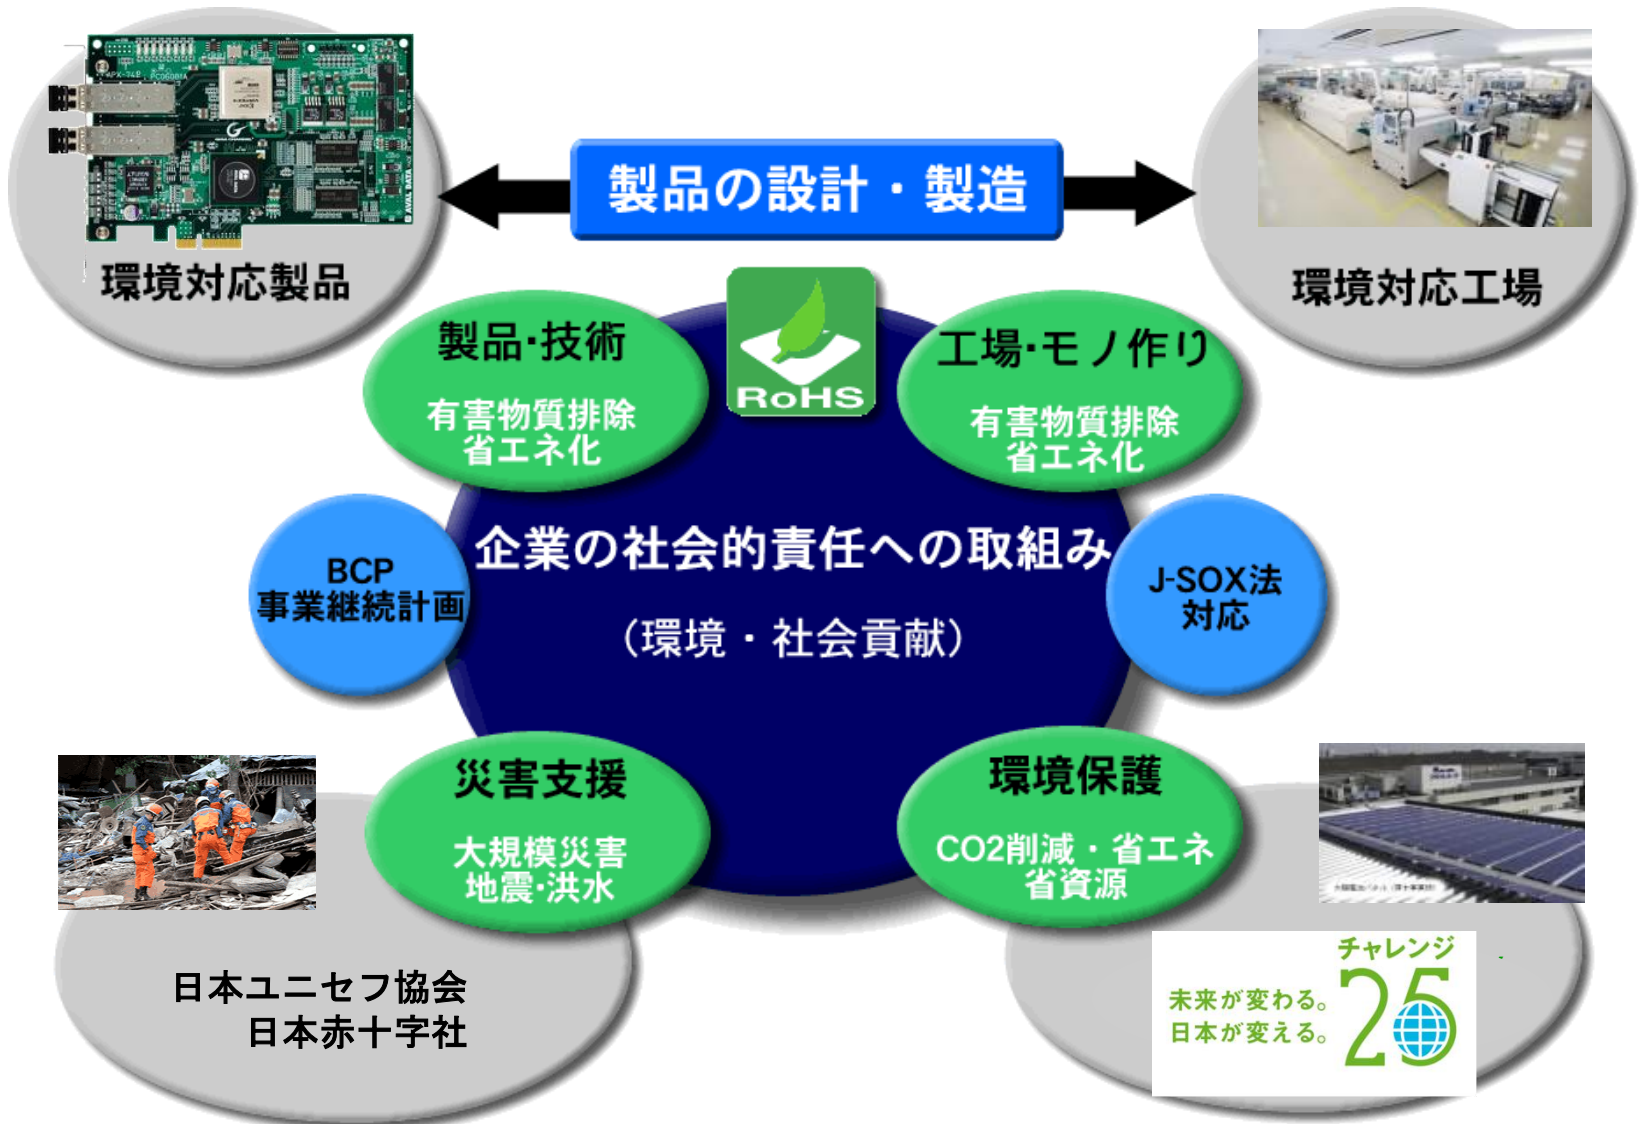 製品の設計・製造
APX-7142
PC06081A
AVAL DATA
環境対応製品
環境対応工場
RoHS
製品・技術
有害物質排除
省エネ化
工場・モノ作り
有害物質排除
省エネ化
企業の社会的責任への取組み
（環境・社会貢献）
BCP
事業継続計画
J-SOX法
対応
災害支援
大規模災害
地震・洪水
環境保護
CO2削減・省エネ
省資源
日本ユニセフ協会
日本赤十字社
チャレンジ
25
未来が変わる。
日本が変える。